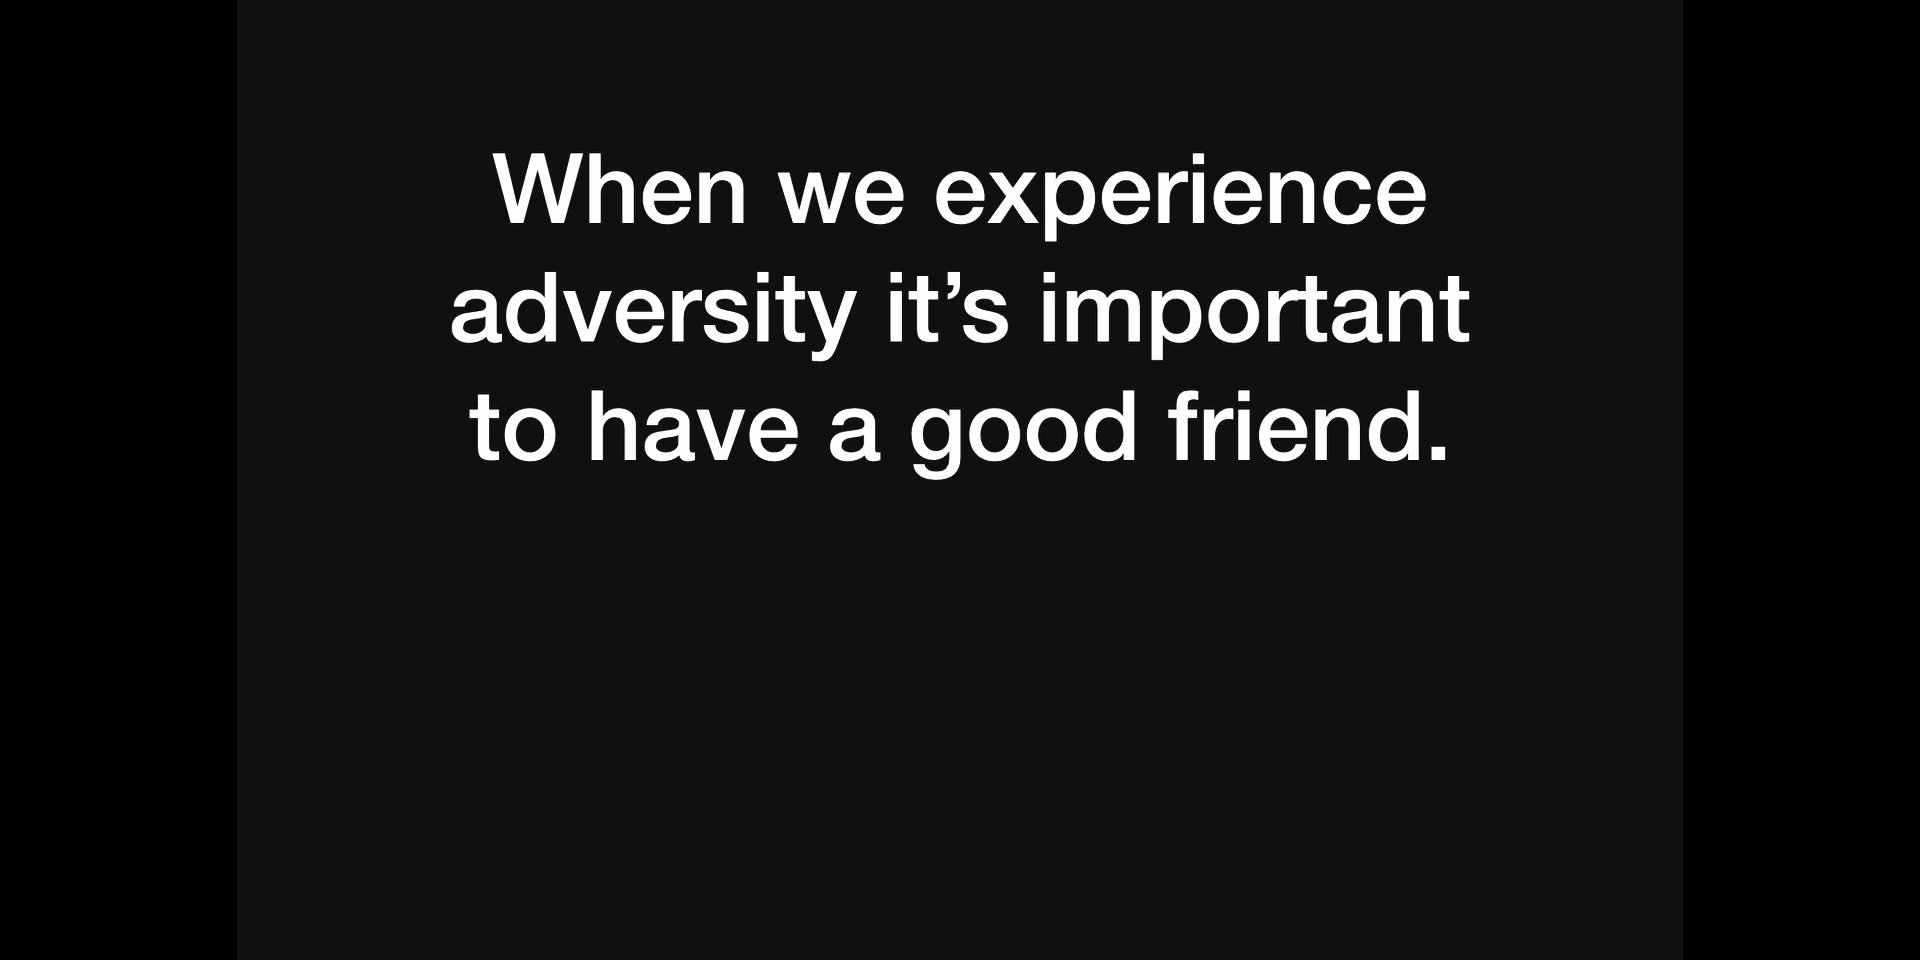 When we experience
adversity it’s important
to have a good friend.